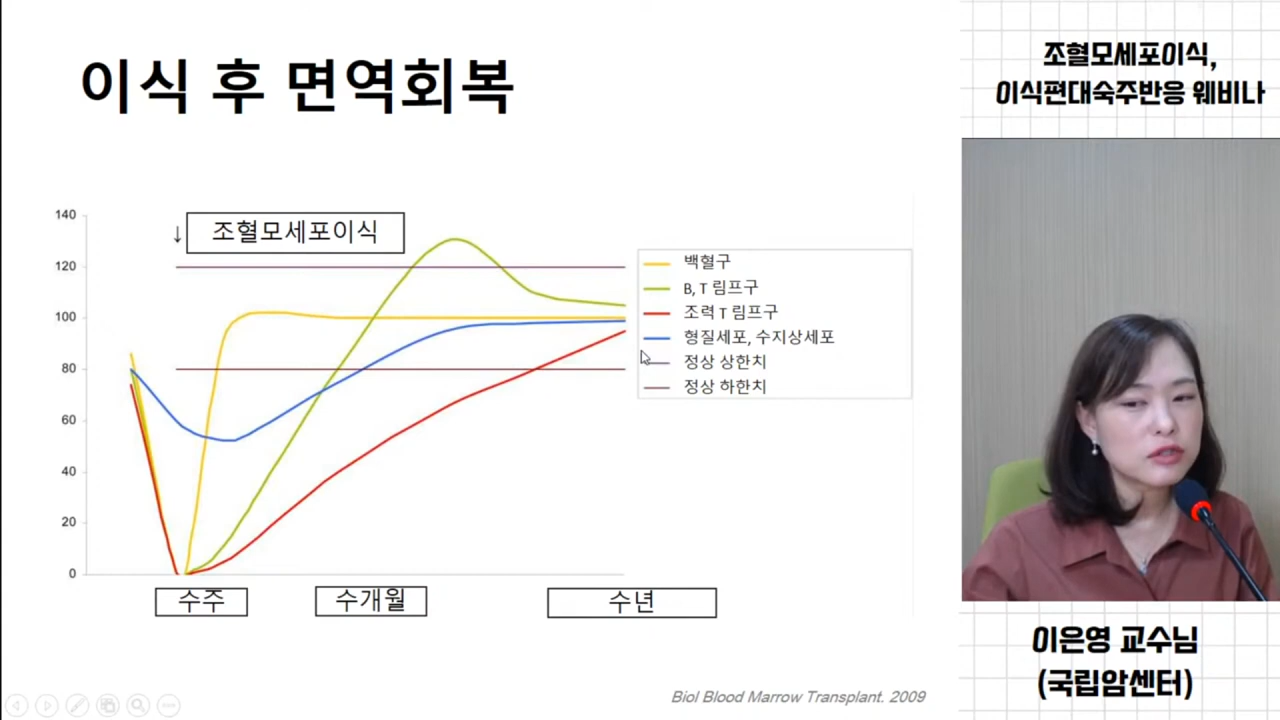 이식 후 면역회복
140
120
100
80
60
40
20
0
↓ 조혈모세포이식
백혈구
B, T 림프구
조력 T 림프구
형질세포, 수지상세포
정상 상한치
정상 하한치
수주
수개월
수년
Biol Blood Marrow Transplant. 2009
조혈모세포이식,
이식편대숙주반응 웨비나
이은영 교수님
(국립암센터)